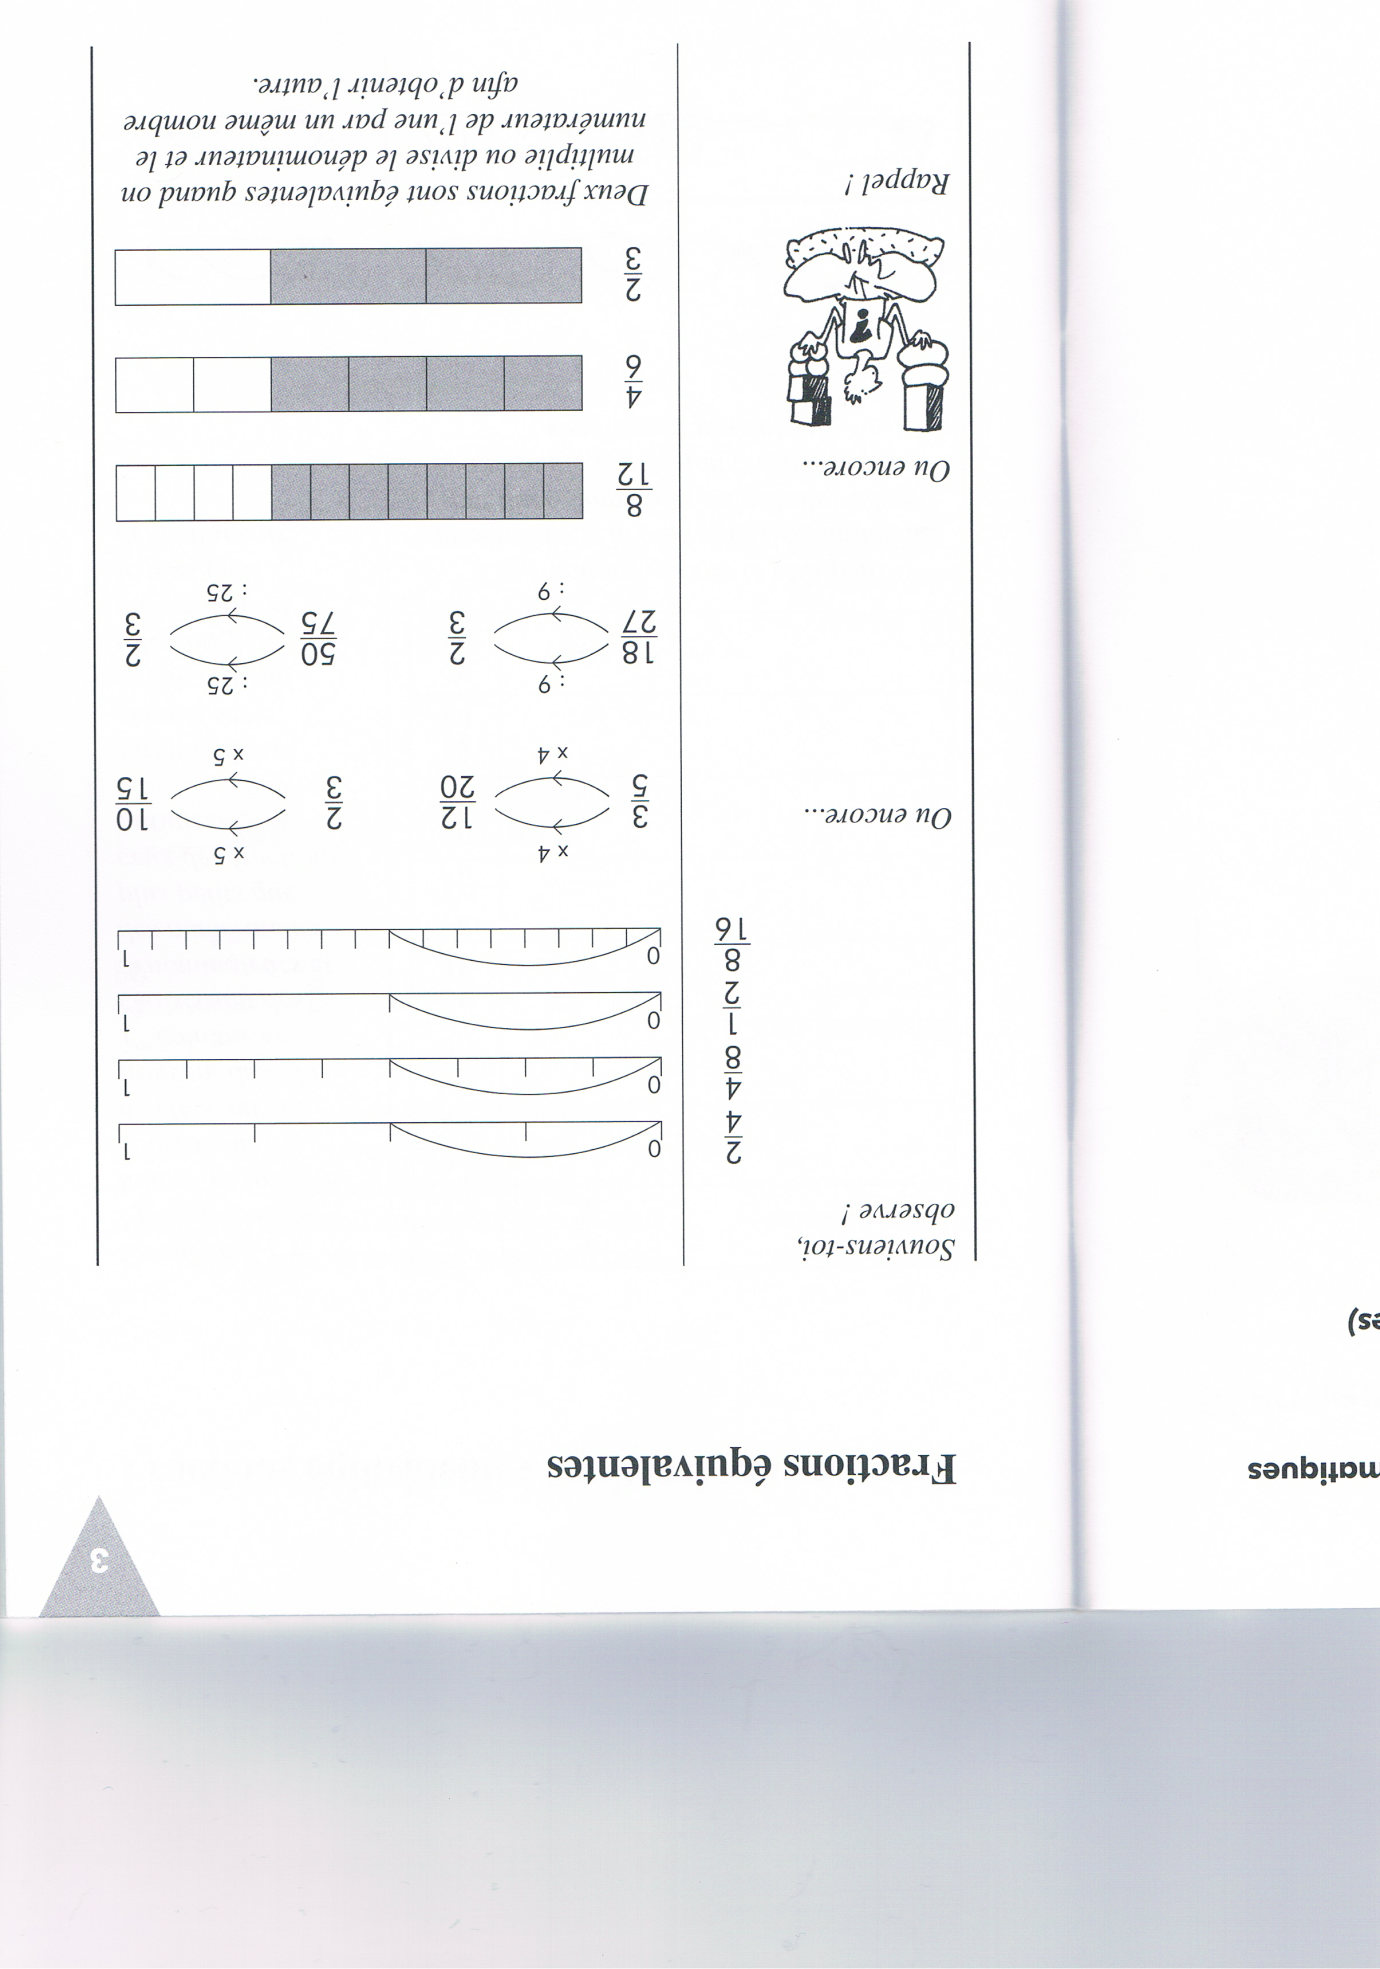 3
Fractions équivalentes
Souviens-toi,
observe !
2/4
0 1
4/8
0 1
1/2
0 1
8/16
0 1
Ou encore...
x 4 x 5
3/5 12/20 2/3 10/15
x 4 x 5
: 9 : 25
18/27 2/3 50/75 2/3
: 9 : 25
Ou encore...
8/12
4/6
2/3
Rappel !
Deux fractions sont équivalentes quand on
multiplie ou divise le dénominateur et le
numérateur de l'une par un même nombre
afin d'obtenir l'autre.
matiques
es)